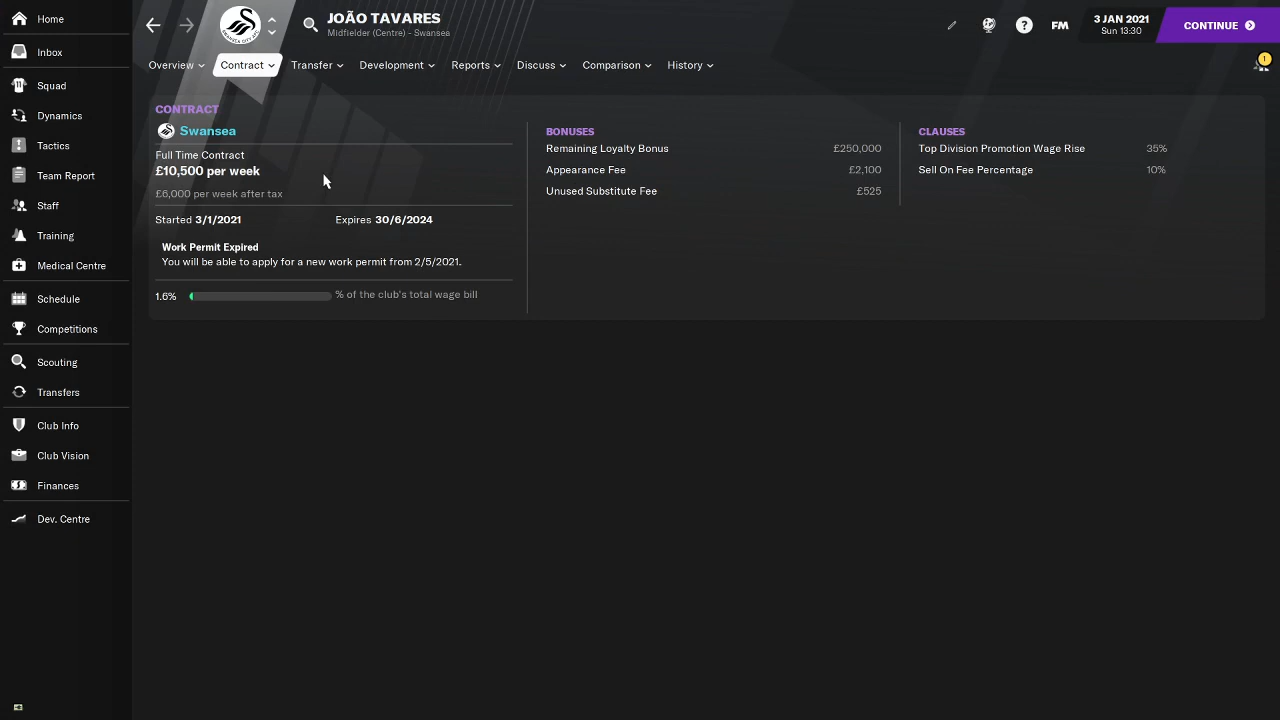 Home
Inbox
Squad
Dynamics
Tactics
Team Report
Staff
Training
Medical Centre
Schedule
Competitions
Scouting
Transfers
Club Info
Club Vision
Finances
Dev. Centre
JOÃO TAVARES
Midfielder (Centre) - Swansea
FM
3 JAN 2021
Sun 13:30
CONTINUE
Overview Contract Transfer Development Reports Discuss Comparison History
1
CONTRACT
Swansea
Full Time Contract
£10,500 per week
£6,000 per week after tax
Started 3/1/2021 Expires 30/6/2024
Work Permit Expired
You will be able to apply for a new work permit from 2/5/2021.
1.6% % of the club's total wage bill
BONUSES
Remaining Loyalty Bonus £250,000
Appearance Fee £2,100
Unused Substitute Fee £525
CLAUSES
Top Division Promotion Wage Rise 35%
Sell On Fee Percentage 10%